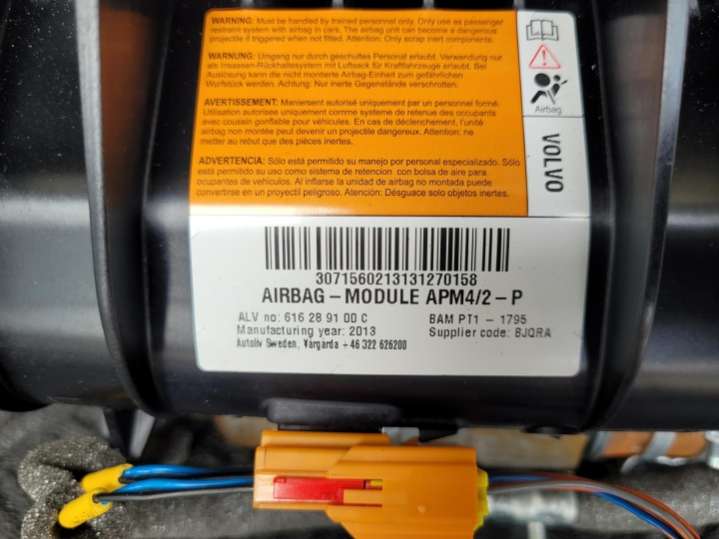 WARNING: Must be handled by trained personnel only. Only use as passenger
restraint system with airbag in cars. The airbag unit can become a dangerous
projectile if triggered when not fitted. Attention: Only scrap inert components.
WARNUNG: Umgang nur durch geschultes Personal erlaubt. Verwendung nur
als Insassen-Rückhaltesystem mit Luftsack für Kraftfahrzeuge erlaubt. Bei
Auslösung kann die nicht montierte Airbag-Einheit zum gefährlichen
Wurfstück werden. Achtung: Nur inerte Gegenstände verschrotten.
AVERTISSEMENT: Maniement autorisé uniquement par un personnel formé.
Utilisation autorisée comme système de retenue des occupants
avec coussin gonflable pour véhicules. En cas de déclenchement, l'unité
airbag non montée peut devenir un projectile dangereux. Attention: ne
mettre au rebut que des pièces inertes.
ADVERTENCIA: Sólo está permitido su manejo por personal especializado. Sólo
está permitido su uso como sistema de retención con bolsa de aire para
ocupantes de vehículos. Al inflarse la unidad de airbag no montada puede
convertirse en un proyectil peligroso. Atención: Desguace solo objetos inertes.
Airbag
VOLVO
3071560213131270158
AIRBAG-MODULE APM4/2-P
ALV no: 616 28 91 00 C
BAM PT1 - 1795
Manufacturing year: 2013
Supplier code: BJQRA
Autoliv Sweden, Vargarda +46 322 626200